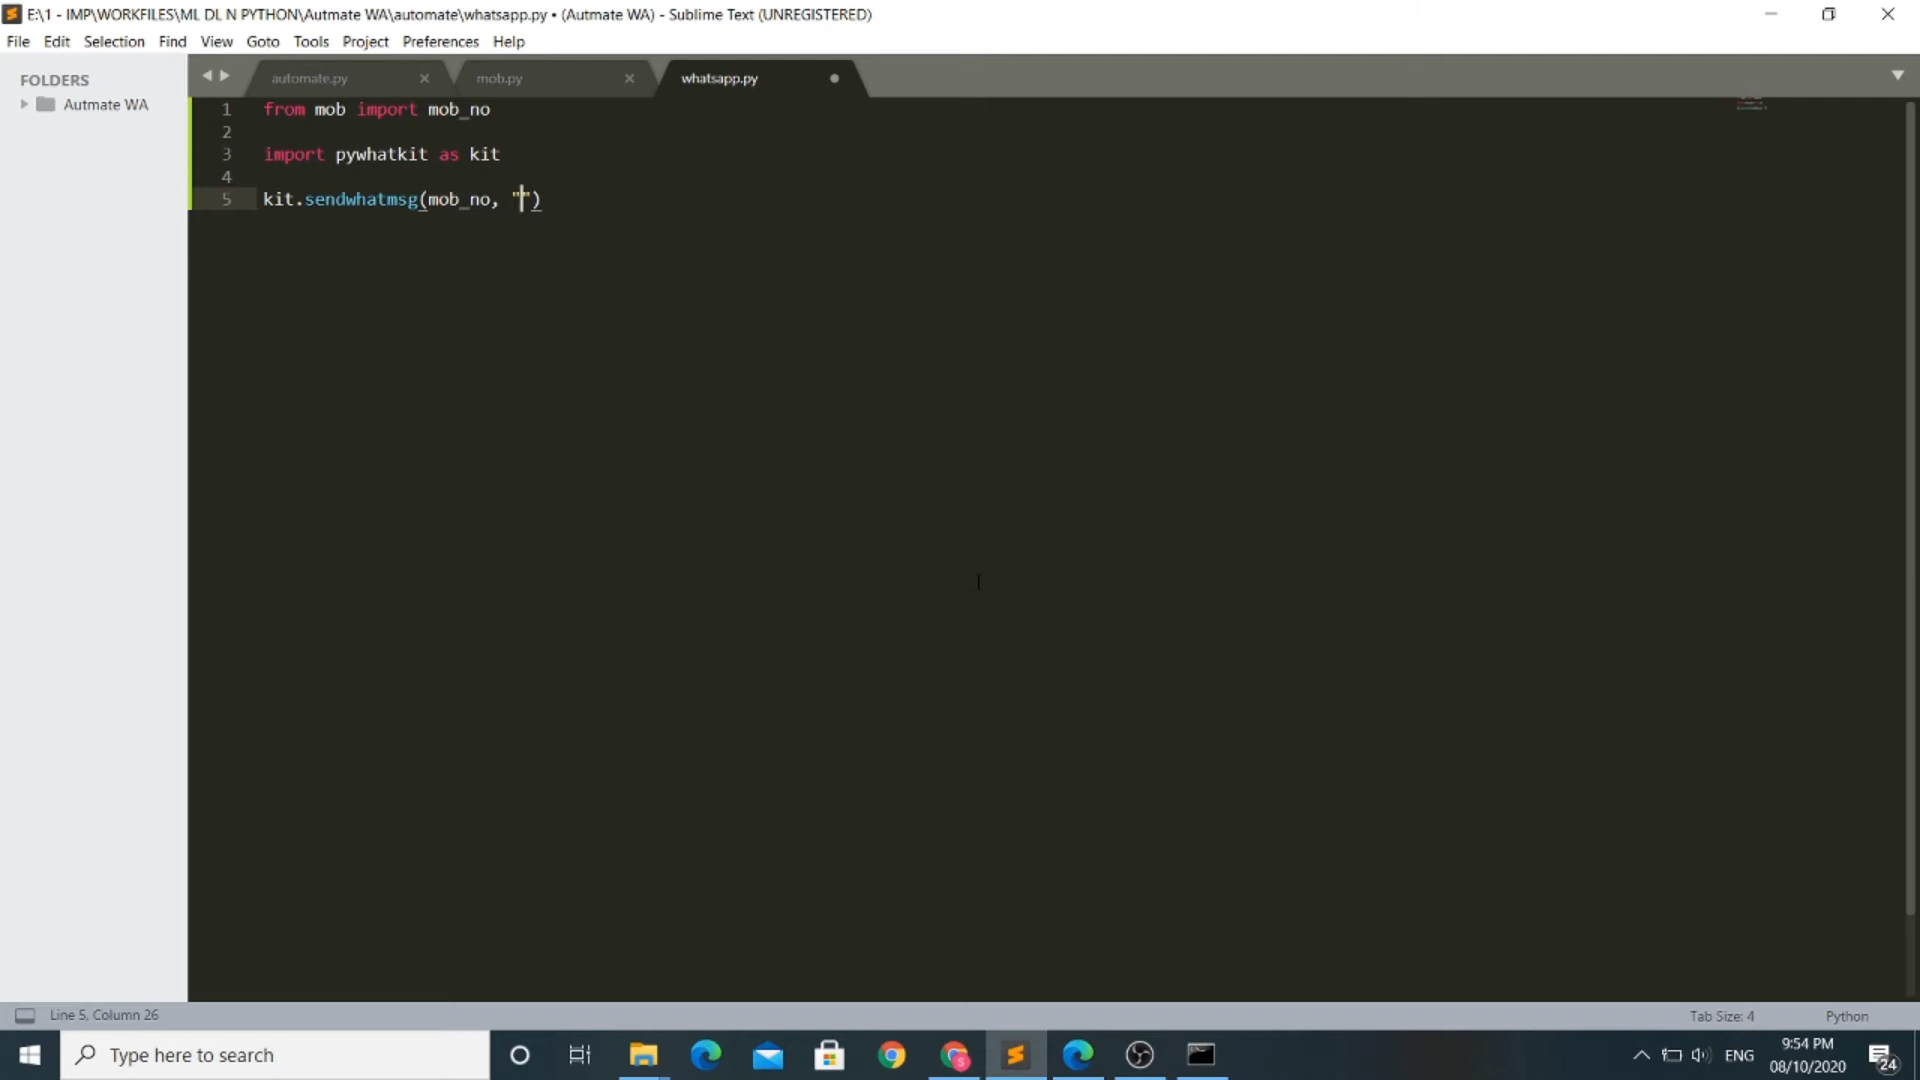 E:\1 - IMP\WORKFILES\ML DL N PYTHON\Autmate WA\automate\whatsapp.py • (Autmate WA) - Sublime Text (UNREGISTERED)
File Edit Selection Find View Goto Tools Project Preferences Help
FOLDERS
Autmate WA
automate.py
mob.py
whatsapp.py
1 from mob import mob_no
2
3 import pywhatkit as kit
4
5 kit.sendwhatmsg(mob_no, "")
Line 5, Column 26
Tab Size: 4
Python
Type here to search
ENG
9:54 PM
08/10/2020
24